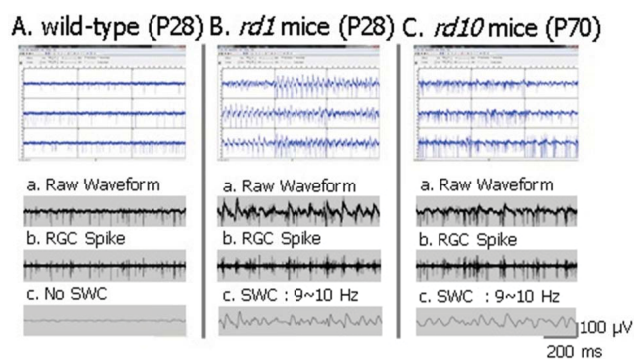 A. wild-type (P28) B. rd1 mice (P28) C. rd10 mice (P70)
a. Raw Waveform a. Raw Waveform a. Raw Waveform
b. RGC Spike b. RGC Spike b. RGC Spike
c. No SWC c. SWC : 9~10 Hz c. SWC : 9~10 Hz
100 µV
200 ms